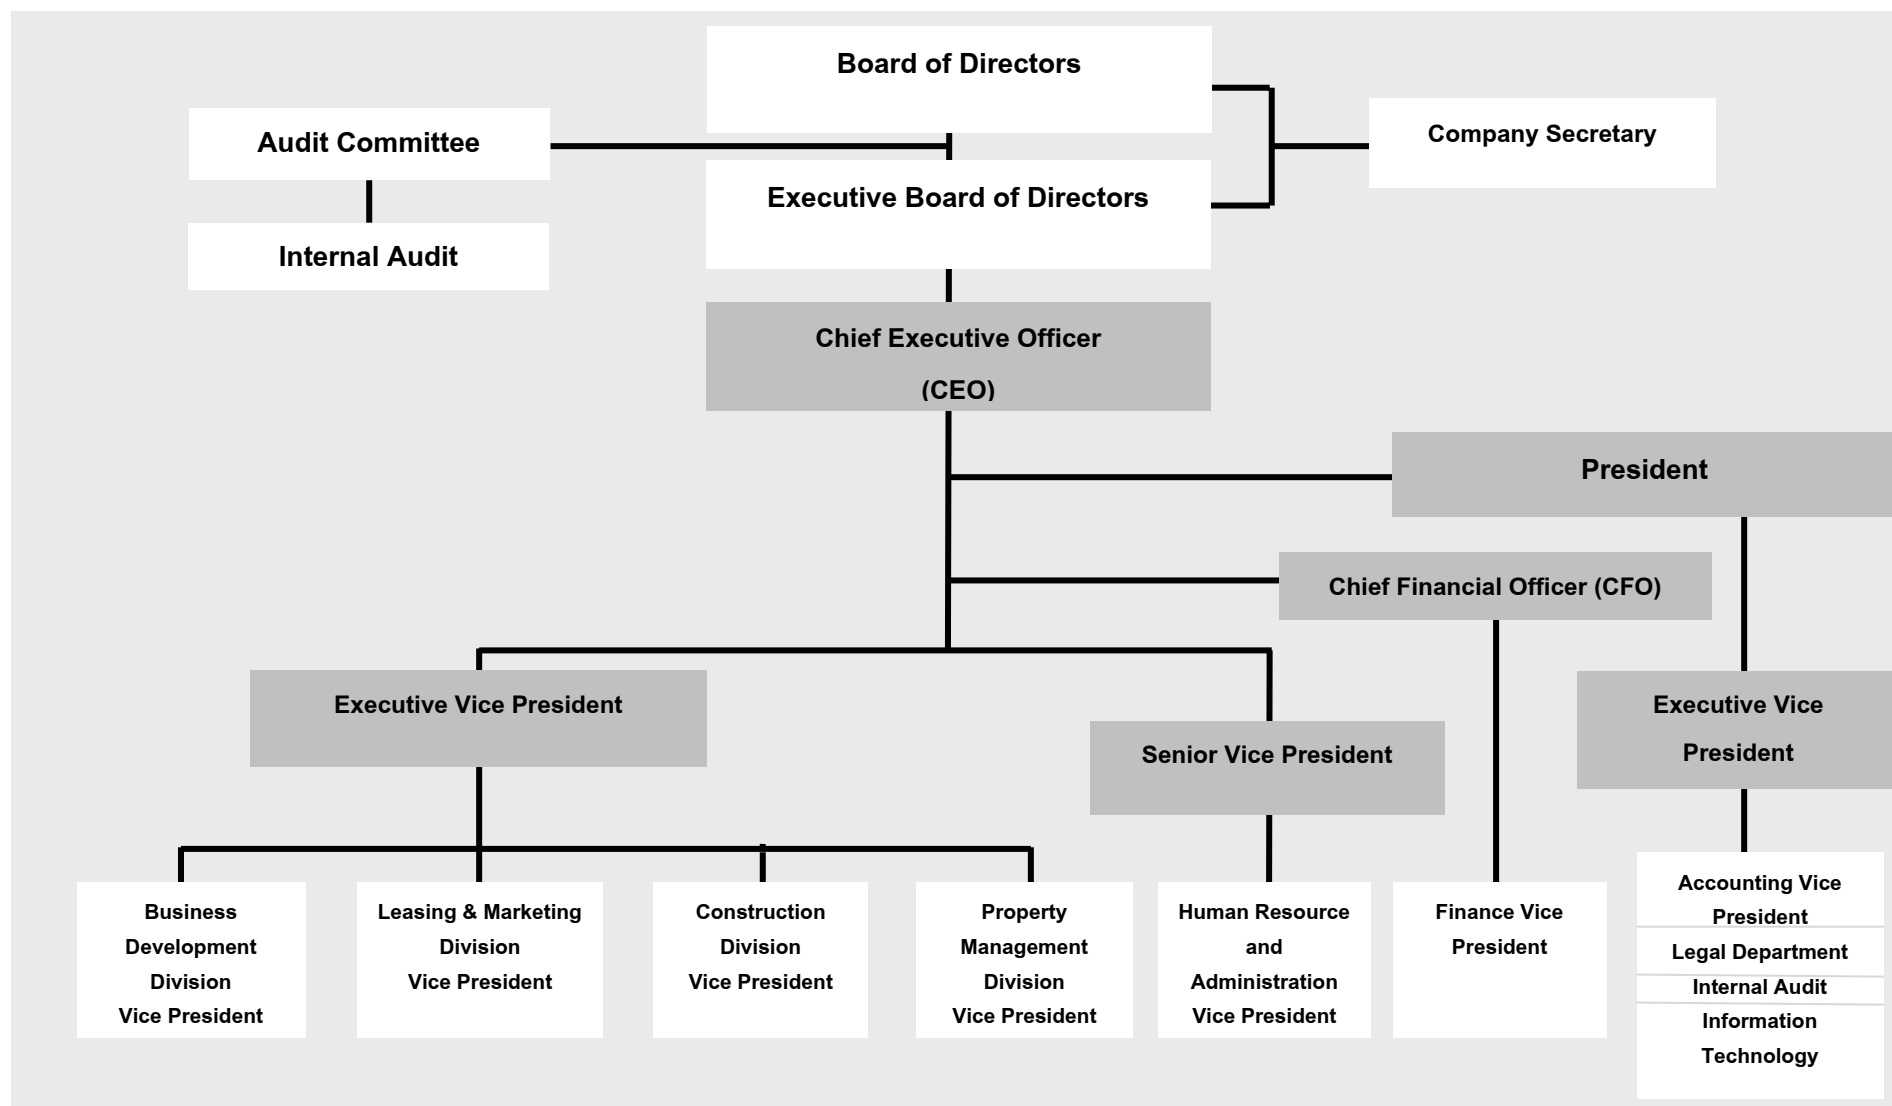 Board of Directors
Audit Committee
Company Secretary
Executive Board of Directors
Internal Audit
Chief Executive Officer
(CEO)
President
Chief Financial Officer (CFO)
Executive Vice President
Executive Vice
President
Senior Vice President
Business
Development
Division
Vice President
Leasing & Marketing
Division
Vice President
Construction
Division
Vice President
Property
Management
Division
Vice President
Human Resource
and
Administration
Vice President
Finance Vice
President
Accounting Vice
President
Legal Department
Internal Audit
Information
Technology